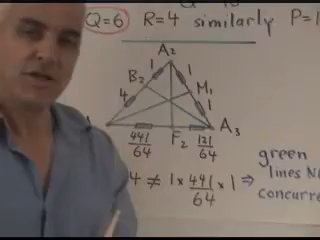 Q=6 R=4 similarly P=1
A₂
1 1
B₂ M₁
4 1
F₂ A₃
441/64 121/64
4 ≠ 1 × 441/64 × 1 ⇒ green
lines
concurre